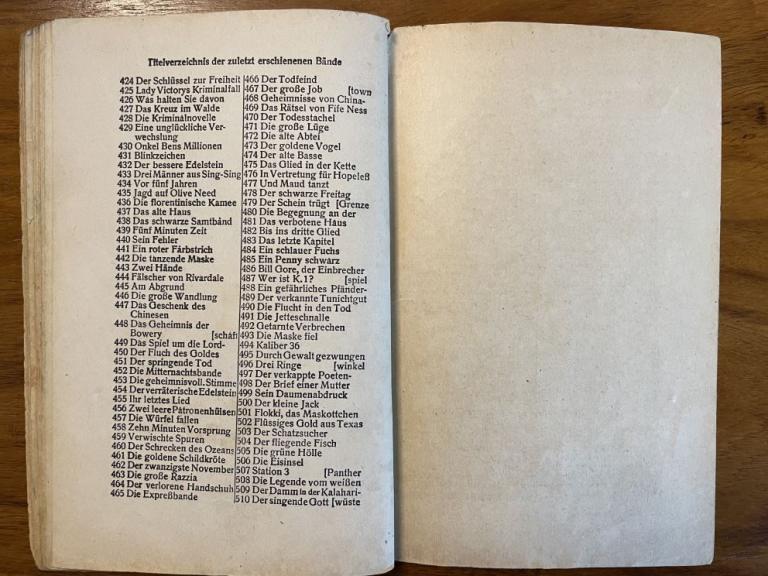 Titelverzeichnis der zuletzt erschienenen Bände
424 Der Schlüssel zur Freiheit
425 Lady Victorys Kriminalfall
426 Was halten Sie davon
427 Das Kreuz im Walde
428 Die Kriminalnovelle
429 Eine unglückliche Ver-
wechslung
430 Onkel Bens Millionen
431 Blinkzeichen
432 Der bessere Edelstein
433 Drei Männer aus Sing-Sing
434 Vor fünf Jahren
435 Jagd auf Olive Need
436 Die florentinische Kamee
437 Das alte Haus
438 Das schwarze Samtband
439 Fünf Minuten Zeit
440 Sein Fehler
441 Ein roter Farbstrich
442 Die tanzende Maske
443 Zwei Hände
444 Fälscher von Rivardale
445 Am Abgrund
446 Die große Wandlung
447 Das Geschenk des
Chinesen
448 Das Geheimnis der
Bowery [schaft
449 Das Spiel um die Lord-
450 Der Fluch des Goldes
451 Der springende Tod
452 Die Mitternachtsbande
453 Die geheimnisvoll. Stimme
454 Der verräterische Edelstein
455 Ihr letztes Lied
456 Zwei leere Patronenhülsen
457 Die Würfel fallen
458 Zehn Minuten Vorsprung
459 Verwischte Spuren
460 Der Schrecken des Ozeans
461 Die goldene Schildkröte
462 Der zwanzigste November
463 Die große Razzia
464 Der verlorene Handschuh
465 Die Expreßbande
466 Der Todfeind
467 Der große Job [town
468 Geheimnisse von China-
469 Das Rätsel von Fife Ness
470 Der Todesstachel
471 Die große Lüge
472 Die alte Abtei
473 Der goldene Vogel
474 Der alte Basse
475 Das Glied in der Kette
476 In Vertretung für Hopeleß
477 Und Maud tanzt
478 Der schwarze Freitag
479 Der Schein trügt [Grenze
480 Die Begegnung an der
481 Das verbotene Haus
482 Bis ins dritte Glied
483 Das letzte Kapitel
484 Ein schlauer Fuchs
485 Ein Penny schwarz
486 Bill Gore, der Einbrecher
487 Wer ist K.1? [spiel
488 Ein gefährliches Pfänder-
489 Der verkannte Tunichtgut
490 Die Flucht in den Tod
491 Die Jetteschnalle
492 Getarnte Verbrechen
493 Die Maske fiel
494 Kaliber 36
495 Durch Gewalt gezwungen
496 Drei Ringe [winkel
497 Der verkappte Poeten-
498 Der Brief einer Mutter
499 Sein Daumenabdruck
500 Der kleine Jack
501 Flokki, das Maskottchen
502 Flüssiges Gold aus Texas
503 Der Schatzsucher
504 Der fliegende Fisch
505 Die grüne Hölle
506 Die Eisinsel
507 Station 3 [Panther
508 Die Legende vom weißen
509 Der Damm in der Kalahari-
510 Der singende Gott [wüste